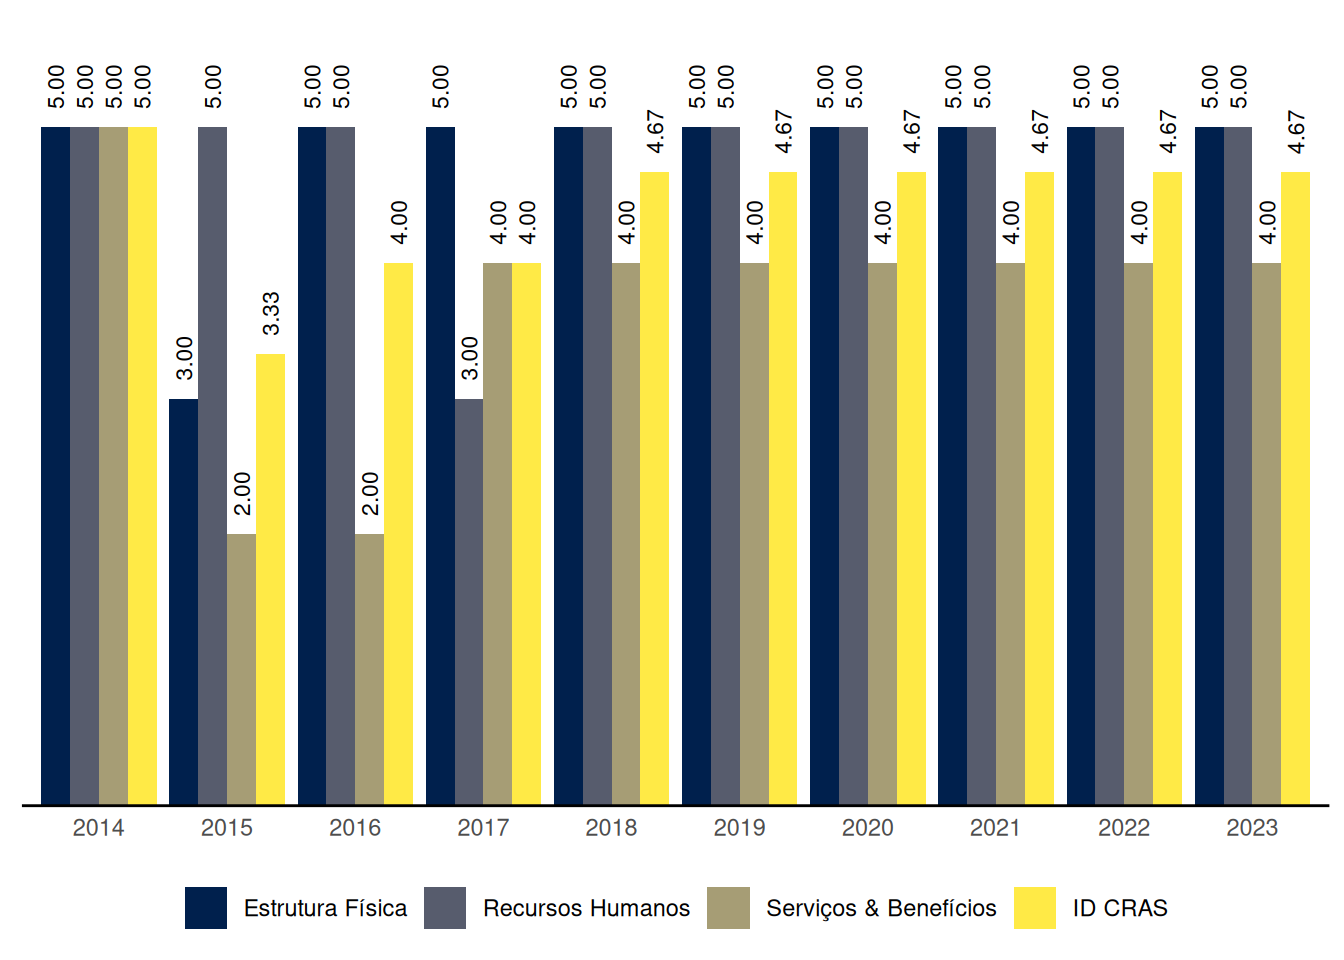 5.00 5.00 5.00 5.00 3.00 5.00 2.00 3.33 5.00 5.00 2.00 4.00 5.00 3.00 4.00 4.00 5.00 5.00 4.00 4.67 5.00 5.00 4.00 4.67 5.00 5.00 4.00 4.67 5.00 5.00 4.00 4.67 5.00 5.00 4.00 4.67 5.00 5.00 4.00 4.67
2014 2015 2016 2017 2018 2019 2020 2021 2022 2023
Estrutura Física Recursos Humanos Serviços & Benefícios ID CRAS